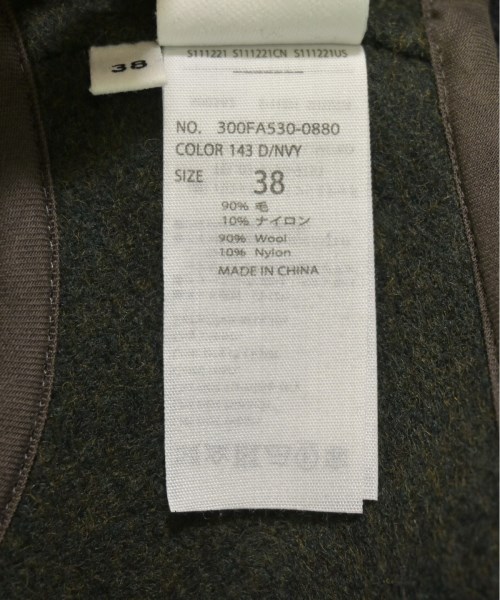 S111221 S111221CN S111221US
38
NO. 300FA530-0880
COLOR 143 D/NVY
SIZE 38
90% 毛
10% ナイロン
90% Wool
10% Nylon
MADE IN CHINA